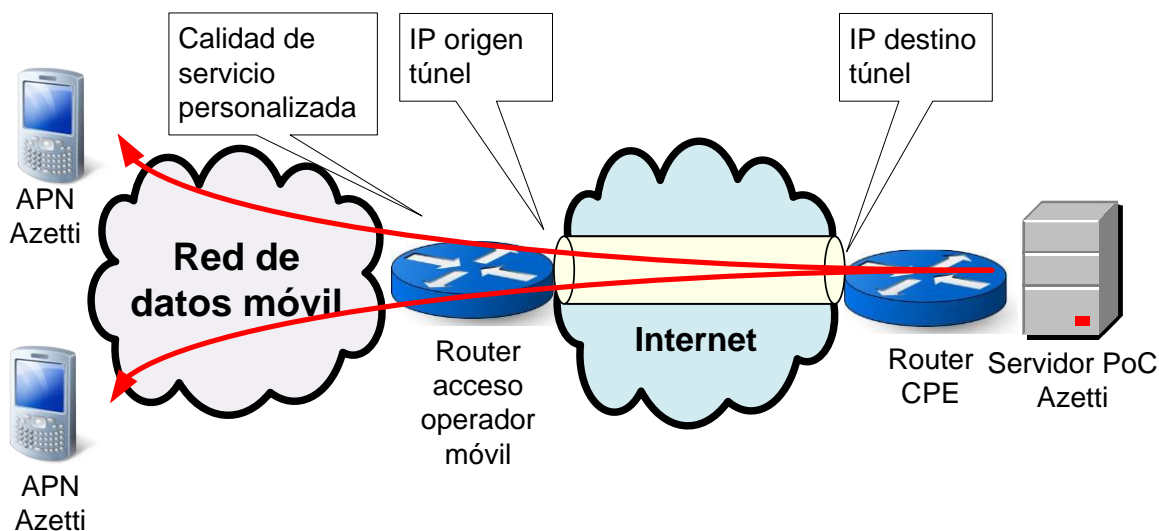 Calidad de
servicio
personalizada
IP origen
túnel
IP destino
túnel
APN
Azetti
Red de
datos móvil
Internet
Router
acceso
operador
móvil
Router
CPE
Servidor PoC
Azetti
APN
Azetti